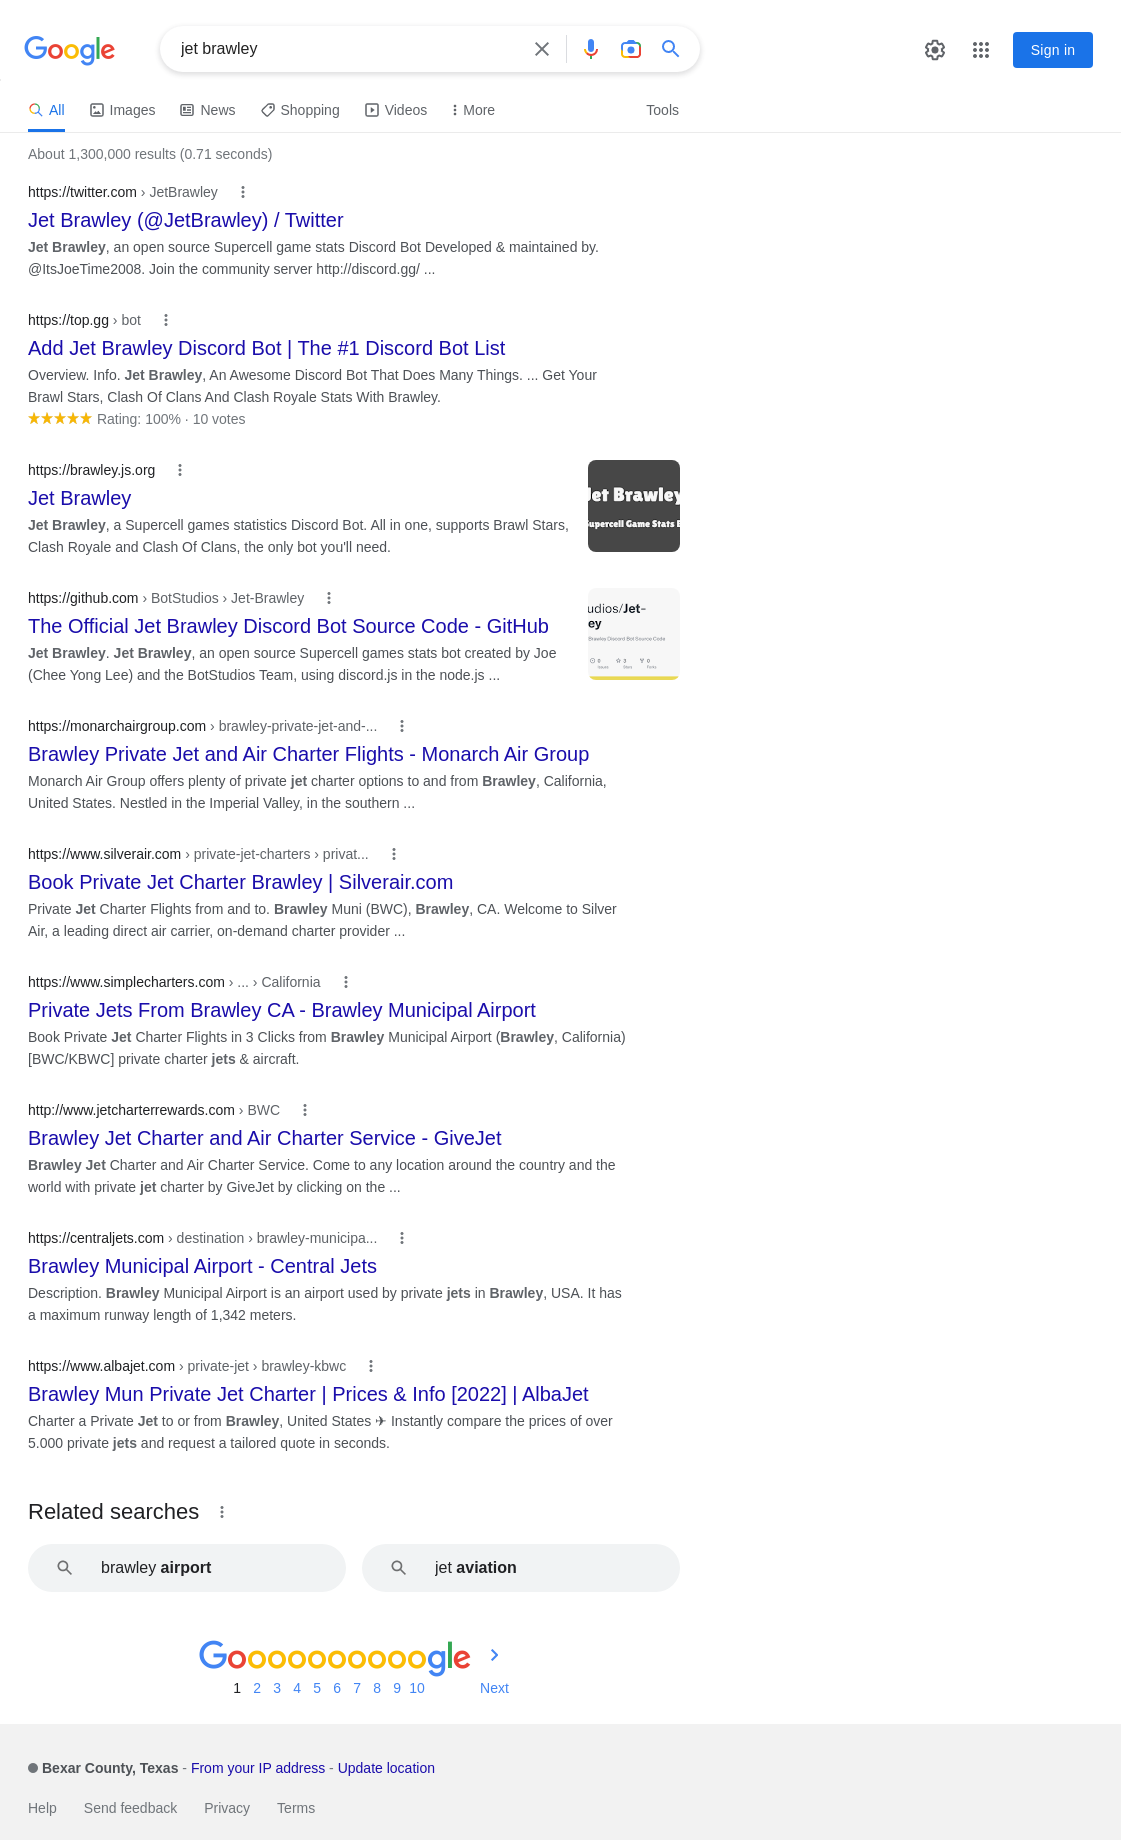 Google
jet brawley
Sign in
All Images News Shopping Videos More Tools
About 1,300,000 results (0.71 seconds)
https://twitter.com › JetBrawley
Jet Brawley (@JetBrawley) / Twitter
Jet Brawley, an open source Supercell game stats Discord Bot Developed & maintained by.
@ItsJoeTime2008. Join the community server http://discord.gg/ ...
https://top.gg › bot
Add Jet Brawley Discord Bot | The #1 Discord Bot List
Overview. Info. Jet Brawley, An Awesome Discord Bot That Does Many Things. ... Get Your
Brawl Stars, Clash Of Clans And Clash Royale Stats With Brawley.
Rating: 100% · 10 votes
https://brawley.js.org
Jet Brawley
Jet Brawley, a Supercell games statistics Discord Bot. All in one, supports Brawl Stars,
Clash Royale and Clash Of Clans, the only bot you'll need.
Jet Brawley
Supercell Game Stats B
https://github.com › BotStudios › Jet-Brawley
The Official Jet Brawley Discord Bot Source Code - GitHub
Jet Brawley. Jet Brawley, an open source Supercell games stats bot created by Joe
(Chee Yong Lee) and the BotStudios Team, using discord.js in the node.js ...
udios/Jet-
ey
Brawley Discord Bot Source Code
0 3 0
https://monarchairgroup.com › brawley-private-jet-and-...
Brawley Private Jet and Air Charter Flights - Monarch Air Group
Monarch Air Group offers plenty of private jet charter options to and from Brawley, California,
United States. Nestled in the Imperial Valley, in the southern ...
https://www.silverair.com › private-jet-charters › privat...
Book Private Jet Charter Brawley | Silverair.com
Private Jet Charter Flights from and to. Brawley Muni (BWC), Brawley, CA. Welcome to Silver
Air, a leading direct air carrier, on-demand charter provider ...
https://www.simplecharters.com › ... › California
Private Jets From Brawley CA - Brawley Municipal Airport
Book Private Jet Charter Flights in 3 Clicks from Brawley Municipal Airport (Brawley, California)
[BWC/KBWC] private charter jets & aircraft.
http://www.jetcharterrewards.com › BWC
Brawley Jet Charter and Air Charter Service - GiveJet
Brawley Jet Charter and Air Charter Service. Come to any location around the country and the
world with private jet charter by GiveJet by clicking on the ...
https://centraljets.com › destination › brawley-municipa...
Brawley Municipal Airport - Central Jets
Description. Brawley Municipal Airport is an airport used by private jets in Brawley, USA. It has
a maximum runway length of 1,342 meters.
https://www.albajet.com › private-jet › brawley-kbwc
Brawley Mun Private Jet Charter | Prices & Info [2022] | AlbaJet
Charter a Private Jet to or from Brawley, United States ✈ Instantly compare the prices of over
5.000 private jets and request a tailored quote in seconds.
Related searches
brawley airport jet aviation
Goooooooooogle
1 2 3 4 5 6 7 8 9 10 Next
Bexar County, Texas - From your IP address - Update location
Help Send feedback Privacy Terms